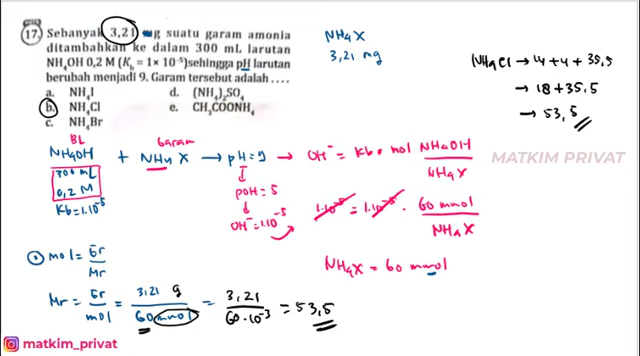 17. Sebanyak 3,21 g suatu garam amonia
ditambahkan ke dalam 300 mL larutan
NH₄OH 0,2 M (Kb = 1 × 10⁻⁵) sehingga pH larutan
berubah menjadi 9. Garam tersebut adalah . . . .
a. NH₄I d. (NH₄)₂SO₄
b. NH₄Cl e. CH₃COONH₄
c. NH₄Br
NH₄X
3,21 mg
NH₄Cl → 14 + 4 + 35,5
→ 18 + 35,5
→ 53,5
BL Garam
NH₄OH + NH₄X → pH = 9 → OH⁻ = Kb • mol NH₄OH / NH₄X
300 mL
0,2 M
Kb = 1.10⁻⁵
pOH = 5
OH⁻ = 1.10⁻⁵
1.10⁻⁵ = 1.10⁻⁵ . 60 mmol / NH₄X
NH₄X = 60 mmol
mol = Gr / Mr
Mr = Gr / mol = 3,21 g / 60 mmol = 3,21 / 60.10⁻³ = 53,5
MATKIM PRIVAT
matkim_privat